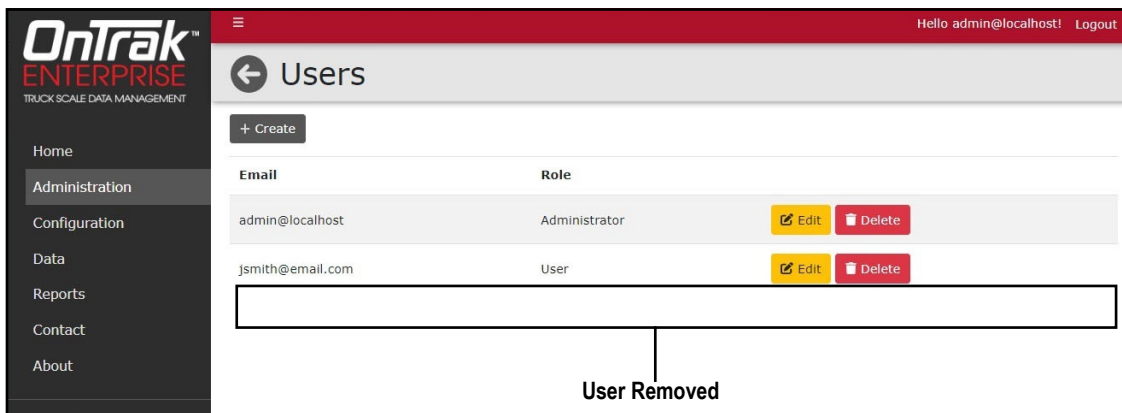 OnTrak™
ENTERPRISE
TRUCK SCALE DATA MANAGEMENT
Home
Administration
Configuration
Data
Reports
Contact
About
Hello admin@localhost! Logout
Users
+ Create
Email Role
admin@localhost Administrator Edit Delete
jsmith@email.com User Edit Delete
User Removed